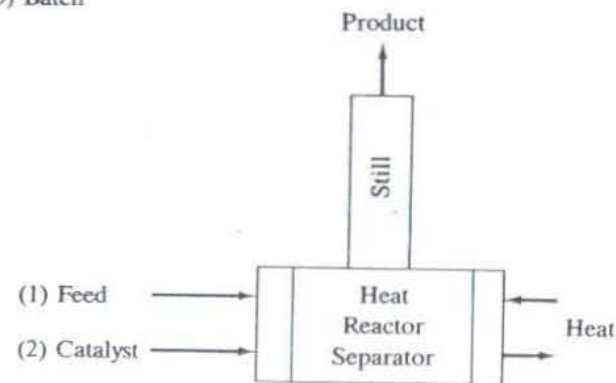 Batch
Product
Still
(1) Feed
(2) Catalyst
Heat
Reactor
Separator
Heat